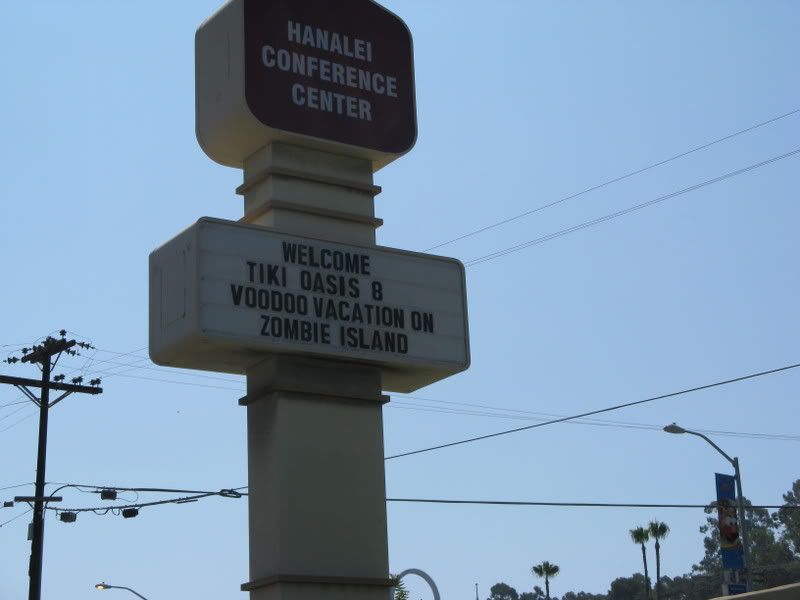 HANALEI
CONFERENCE
CENTER
WELCOME
TIKI OASIS 8
VOODOO VACATION ON
ZOMBIE ISLAND